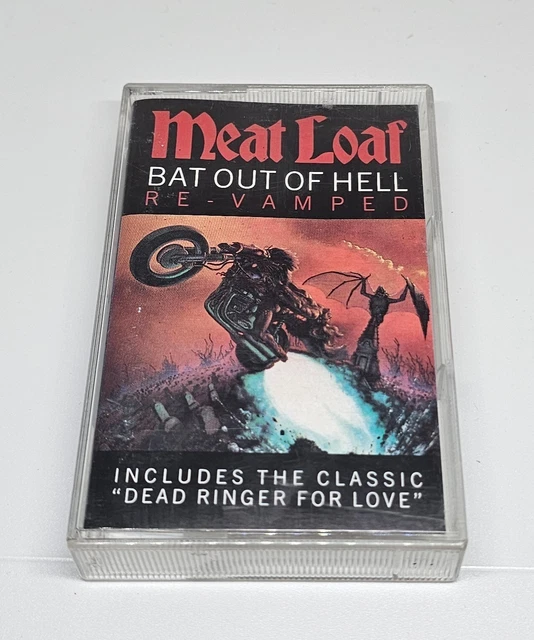 Meat Loaf
BAT OUT OF HELL
RE-VAMPED
INCLUDES THE CLASSIC
“DEAD RINGER FOR LOVE”